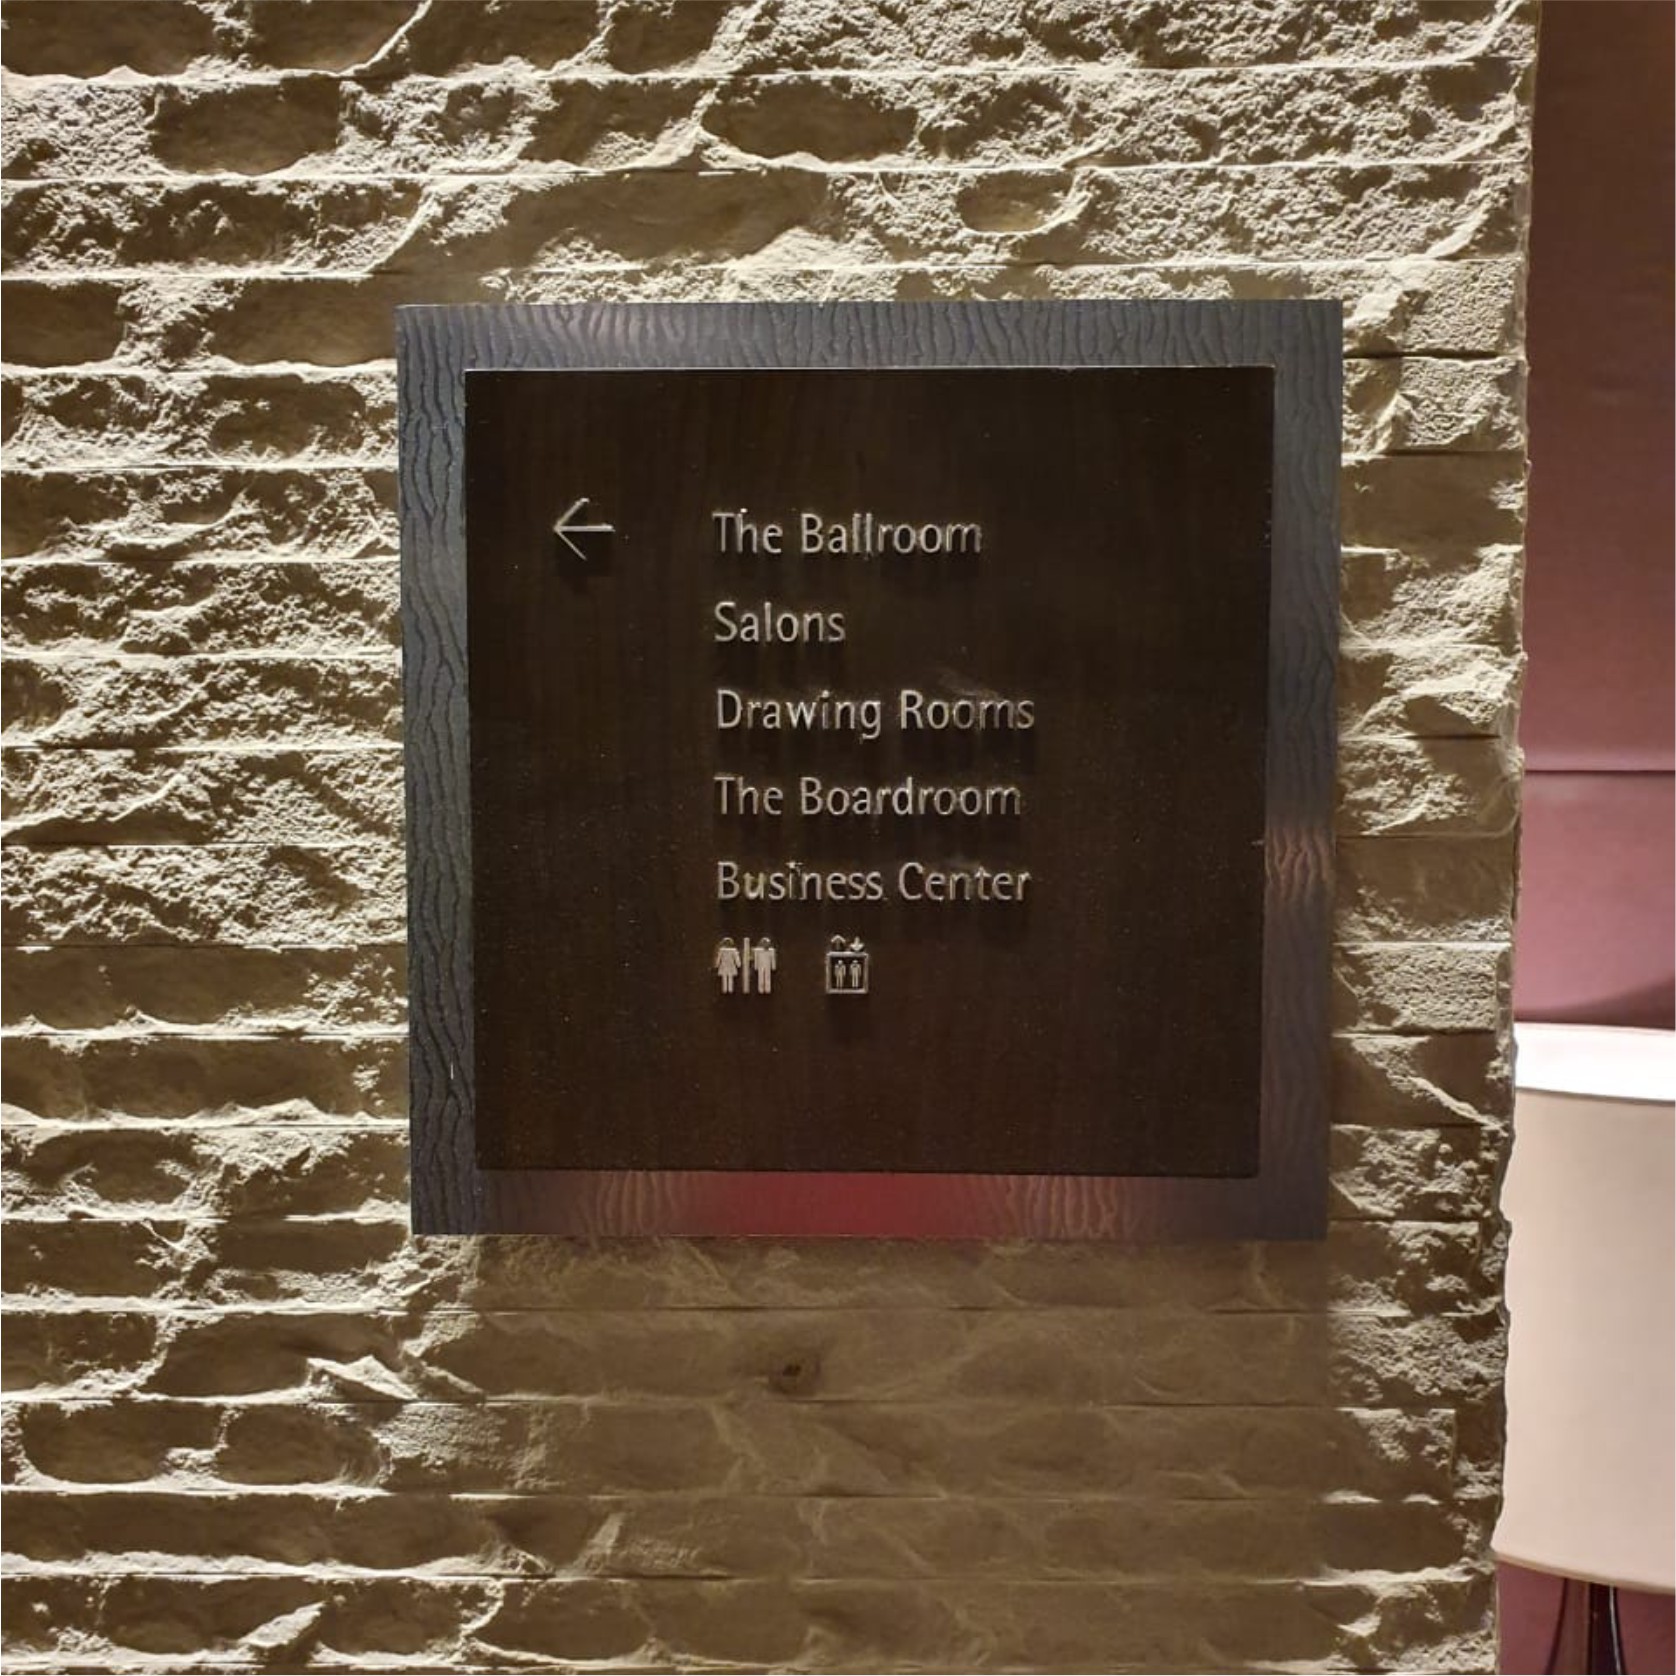 The Ballroom
Salons
Drawing Rooms
The Boardroom
Business Center